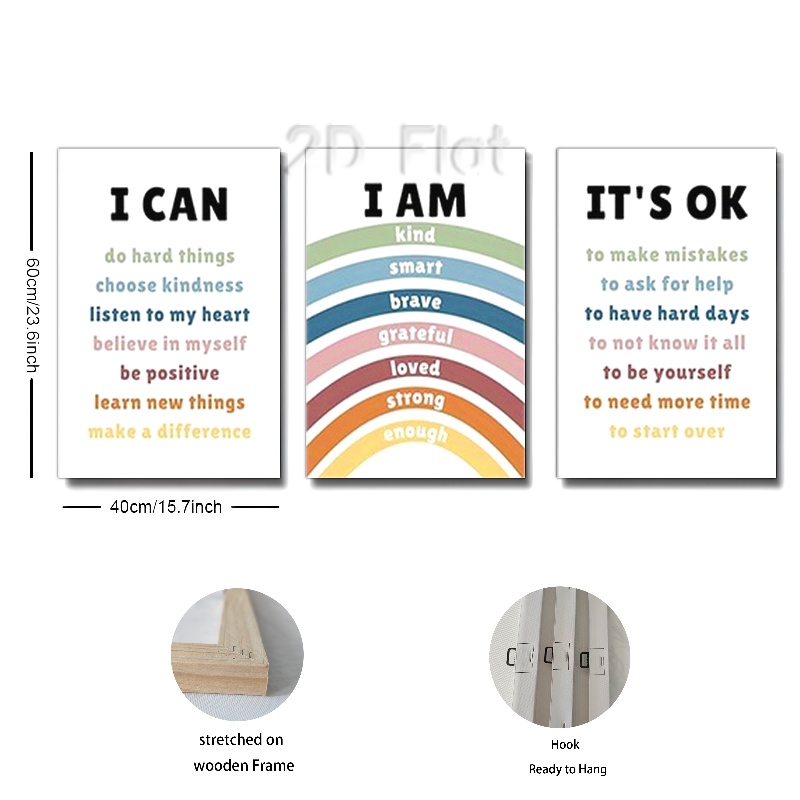 2D Flat
I CAN
do hard things
choose kindness
listen to my heart
believe in myself
be positive
learn new things
make a difference
I AM
kind
smart
brave
grateful
loved
strong
enough
IT'S OK
to make mistakes
to ask for help
to have hard days
to not know it all
to be yourself
to need more time
to start over
60cm/23.6inch
40cm/15.7inch
stretched on
wooden Frame
Hook
Ready to Hang